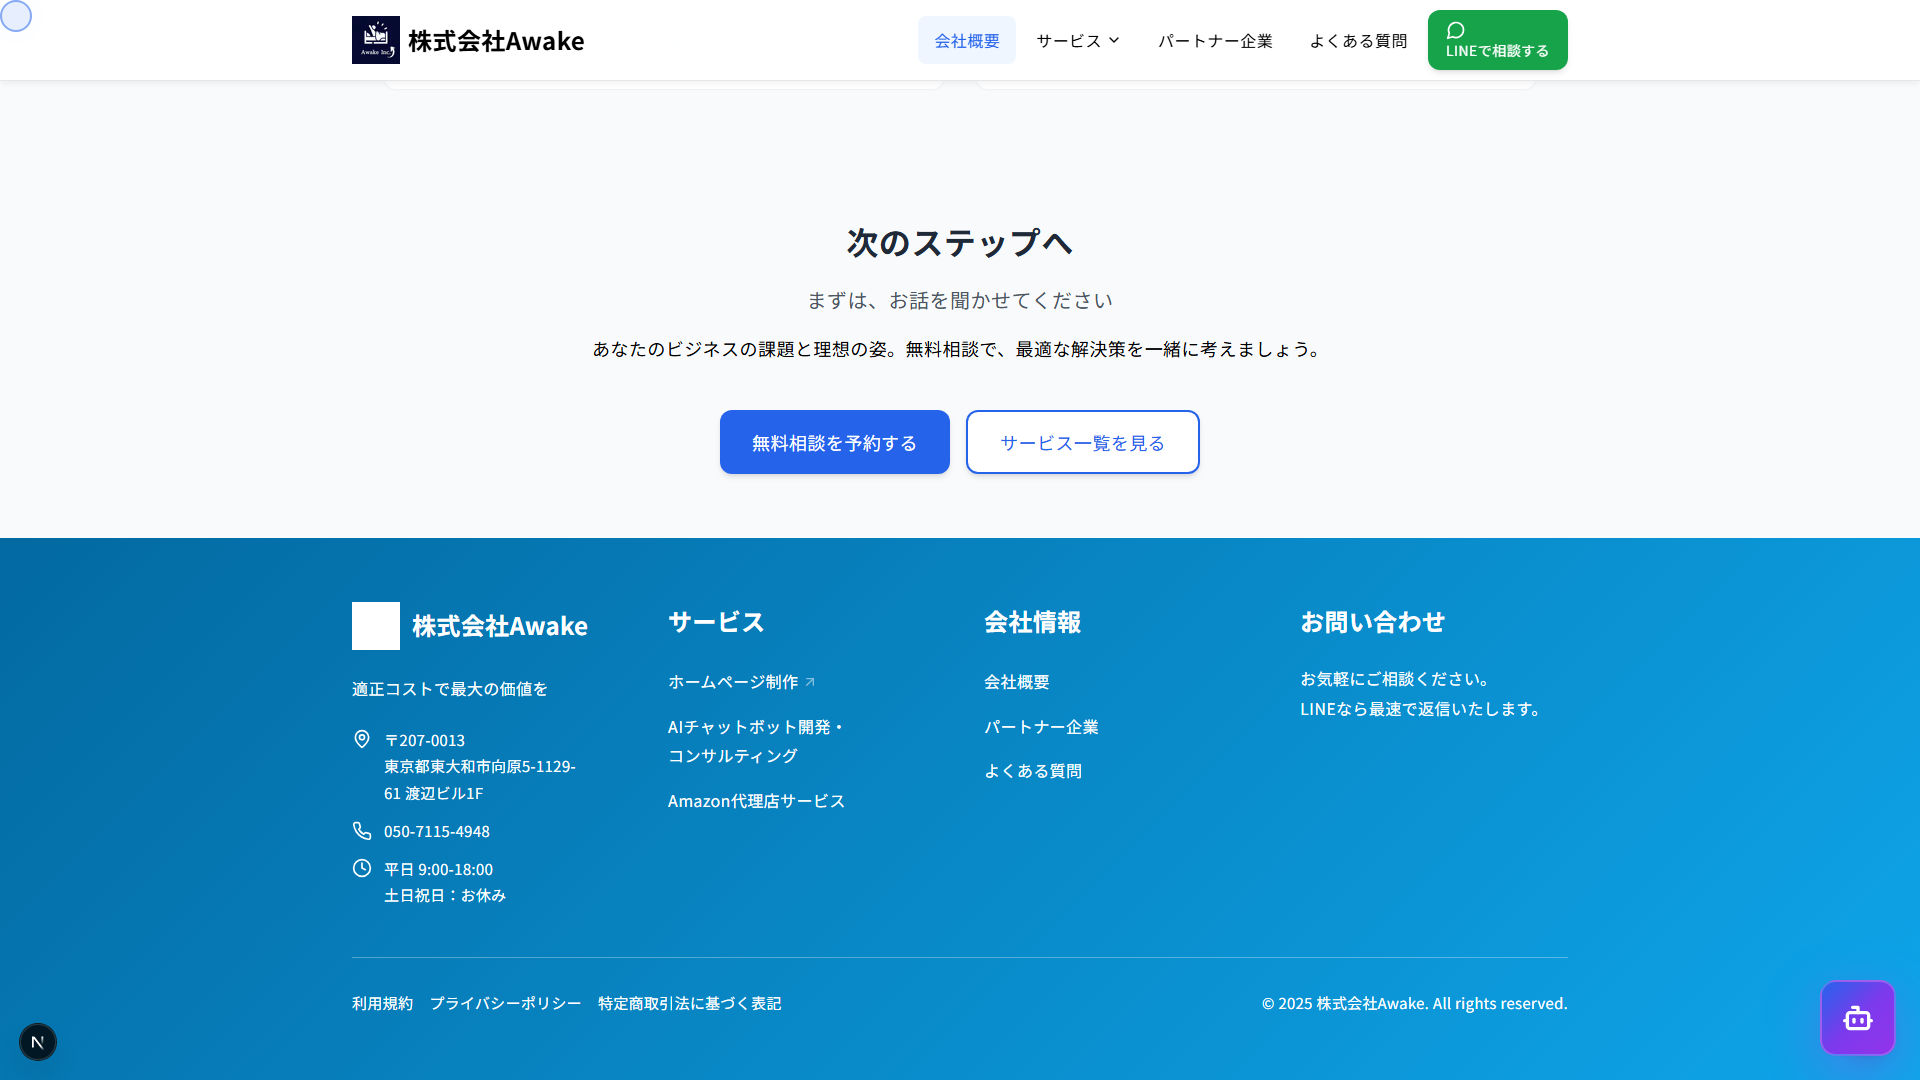 Awake Inc.
株式会社Awake
会社概要
サービス
パートナー企業
よくある質問
LINEで相談する
次のステップへ
まずは、お話を聞かせてください
あなたのビジネスの課題と理想の姿。無料相談で、最適な解決策を一緒に考えましょう。
無料相談を予約する
サービス一覧を見る
株式会社Awake
適正コストで最大の価値を
〒207-0013
東京都東大和市向原5-1129-
61 渡辺ビル1F
050-7115-4948
平日 9:00-18:00
土日祝日：お休み
サービス
ホームページ制作
AIチャットボット開発・
コンサルティング
Amazon代理店サービス
会社情報
会社概要
パートナー企業
よくある質問
お問い合わせ
お気軽にご相談ください。
LINEなら最速で返信いたします。
利用規約
プライバシーポリシー
特定商取引法に基づく表記
© 2025 株式会社Awake. All rights reserved.
N